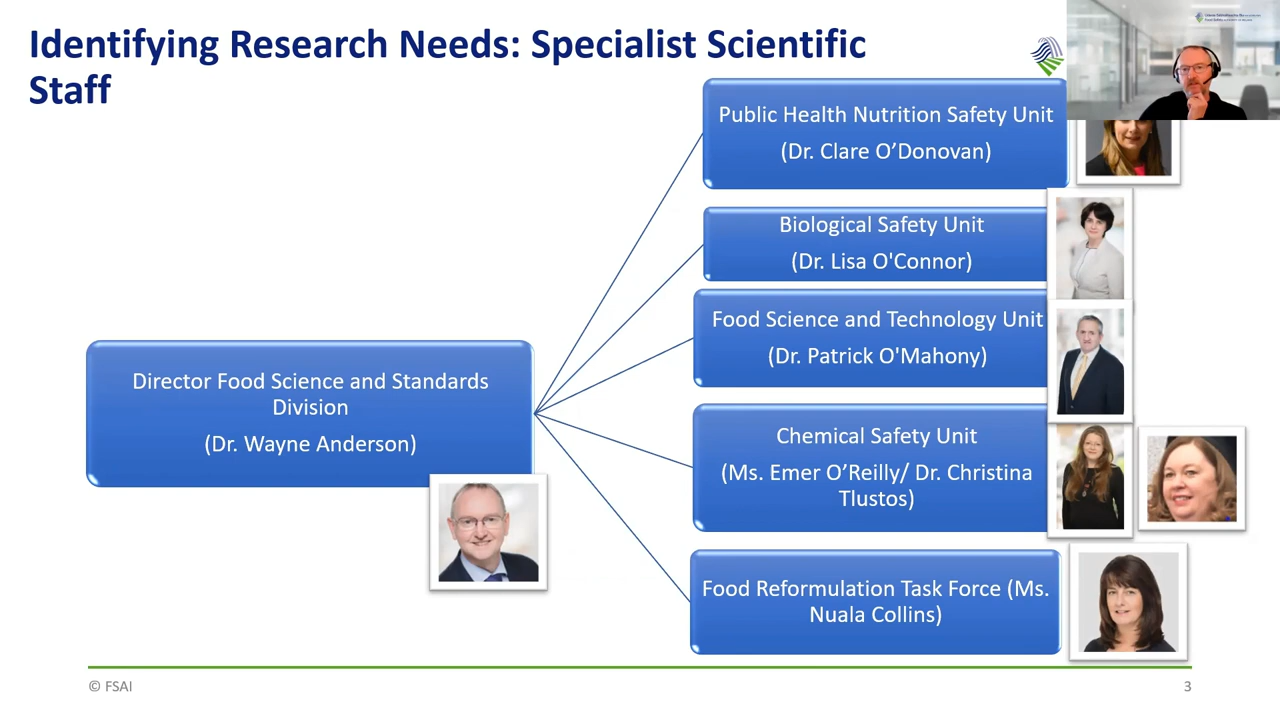 Identifying Research Needs: Specialist Scientific
Staff
Public Health Nutrition Safety Unit
(Dr. Clare O’Donovan)
Biological Safety Unit
(Dr. Lisa O'Connor)
Food Science and Technology Unit
(Dr. Patrick O'Mahony)
Director Food Science and Standards
Division
(Dr. Wayne Anderson)
Chemical Safety Unit
(Ms. Emer O’Reilly/ Dr. Christina
Tlustos)
Food Reformulation Task Force (Ms.
Nuala Collins)
© FSAI
3